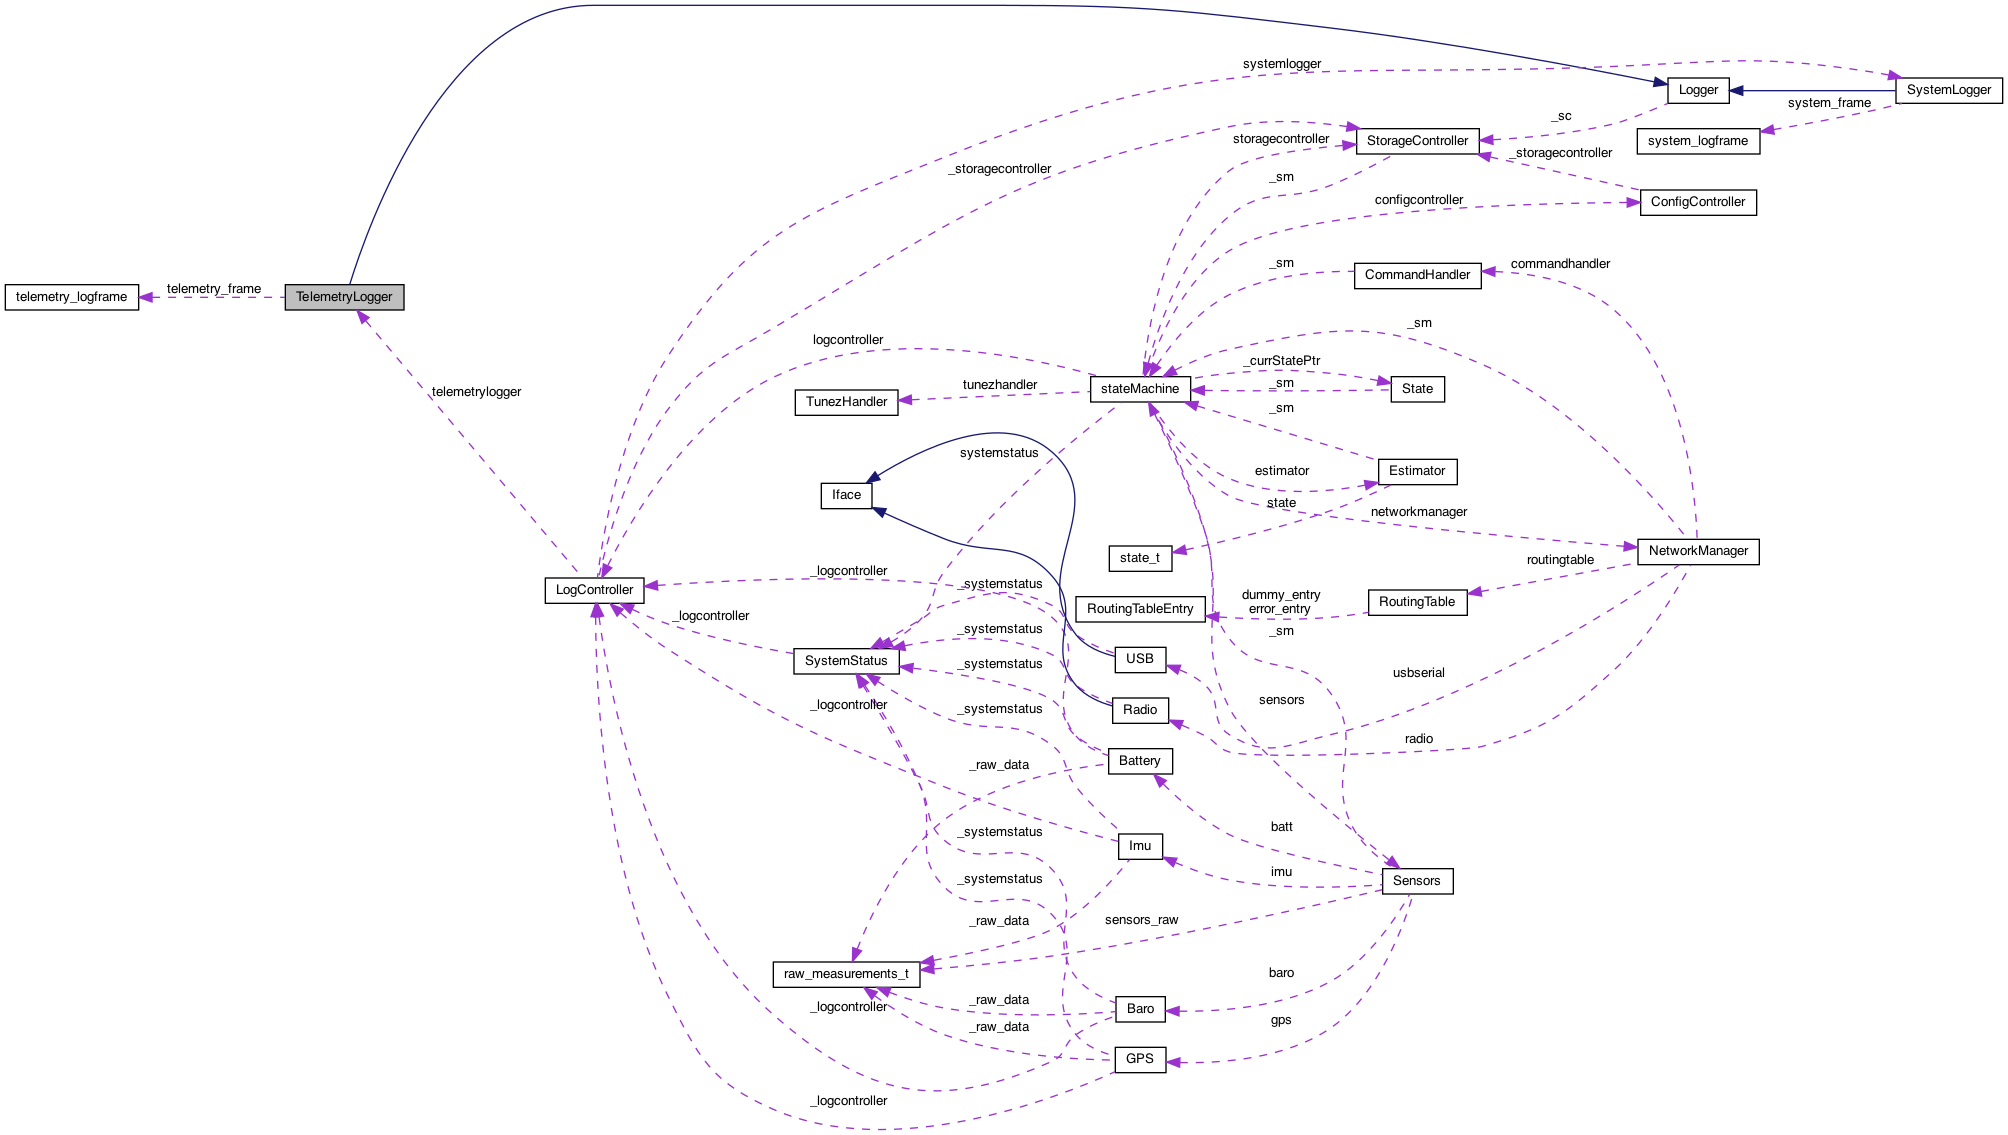 systemlogger
Logger
SystemLogger
system_frame
_sc
storagecontroller
StorageController
system_logframe
_storagecontroller
_storagecontroller
_sm
configcontroller
ConfigController
commandhandler
_sm
CommandHandler
telemetry_logframe
telemetry_frame
TelemetryLogger
_sm
logcontroller
_currStatePtr
tunezhandler
stateMachine
_sm
State
telemetrylogger
TunezHandler
_sm
systemstatus
estimator
Estimator
Iface
state
networkmanager
state_t
NetworkManager
routingtable
_logcontroller
_systemstatus
LogController
dummy_entry
error_entry
RoutingTable
RoutingTableEntry
_logcontroller
_systemstatus
_sm
SystemStatus
_systemstatus
USB
usbserial
_logcontroller
_systemstatus
Radio
sensors
radio
_raw_data
Battery
_systemstatus
batt
Imu
imu
_systemstatus
Sensors
_raw_data
sensors_raw
raw_measurements_t
baro
_logcontroller
_raw_data
Baro
gps
_raw_data
GPS
_logcontroller